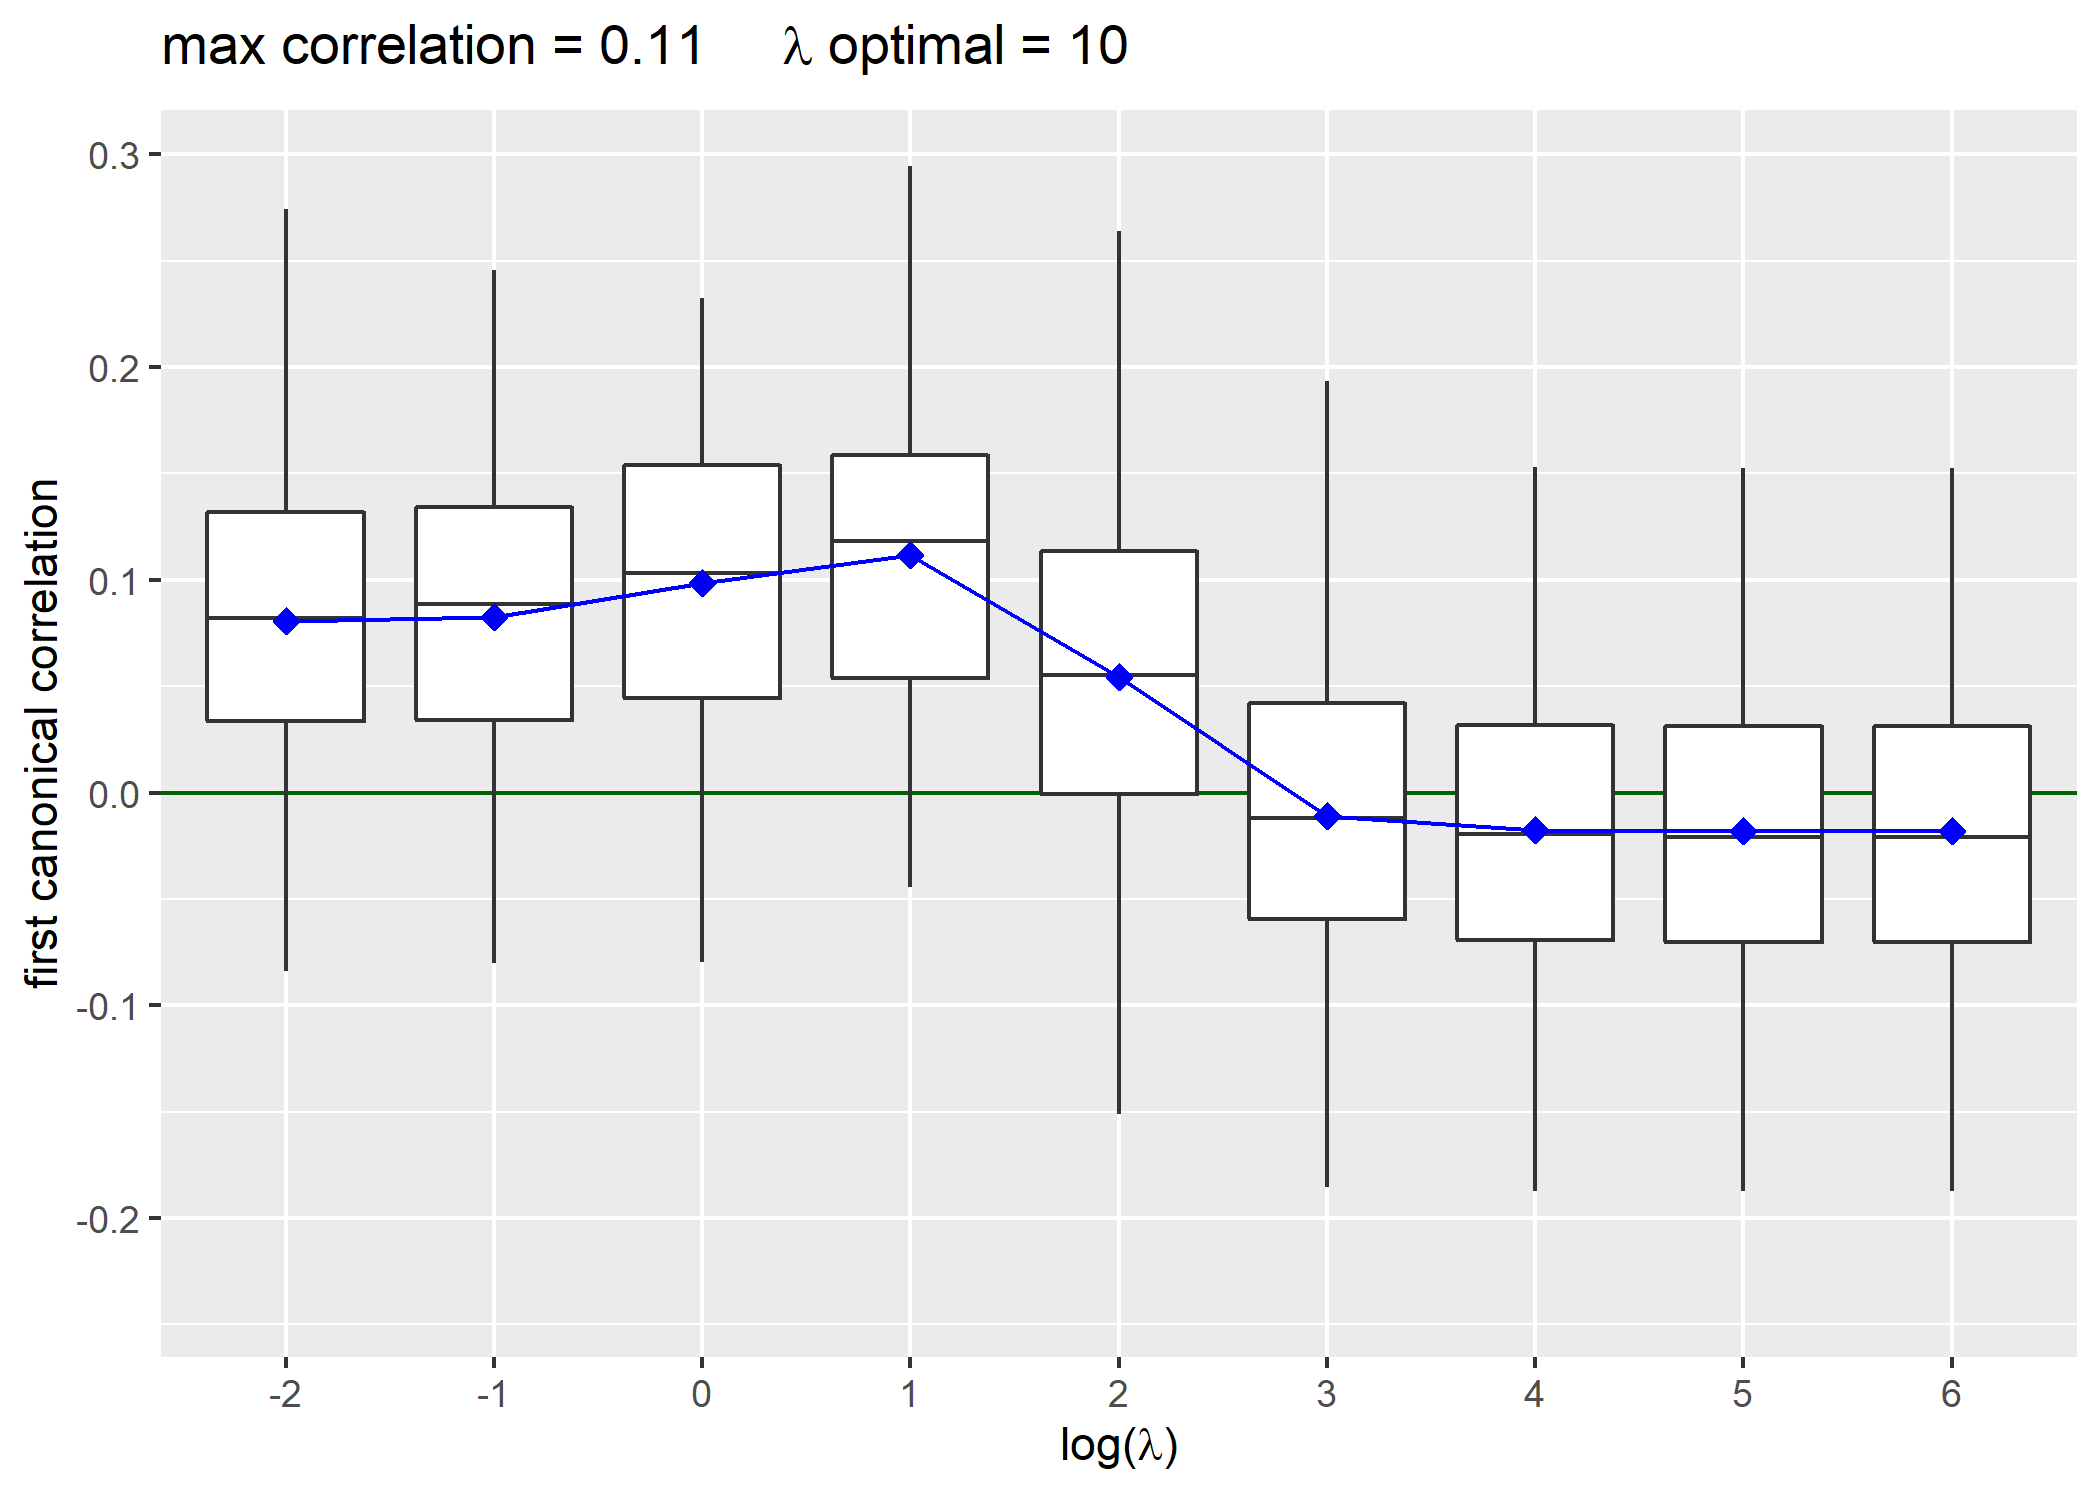 max correlation = 0.11 λ optimal = 10
first canonical correlation
0.3
0.2
0.1
0.0
-0.1
-0.2
-2 -1 0 1 2 3 4 5 6
log(λ)